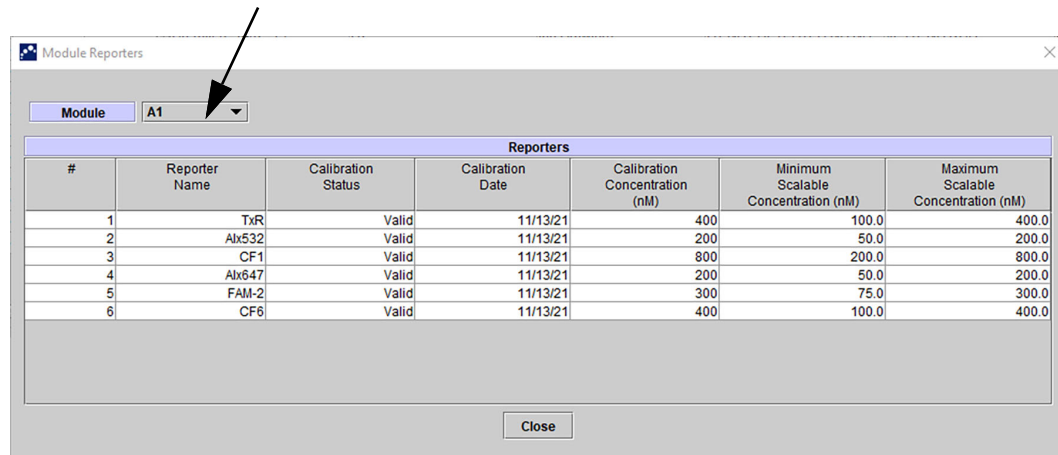 Module Reporters
Module A1
Reporters
# Reporter Name Calibration Status Calibration Date Calibration Concentration (nM) Minimum Scalable Concentration (nM) Maximum Scalable Concentration (nM)
1 TxR Valid 11/13/21 400 100.0 400.0
2 Alx532 Valid 11/13/21 200 50.0 200.0
3 CF1 Valid 11/13/21 800 200.0 800.0
4 Alx647 Valid 11/13/21 200 50.0 200.0
5 FAM-2 Valid 11/13/21 300 75.0 300.0
6 CF6 Valid 11/13/21 400 100.0 400.0
Close